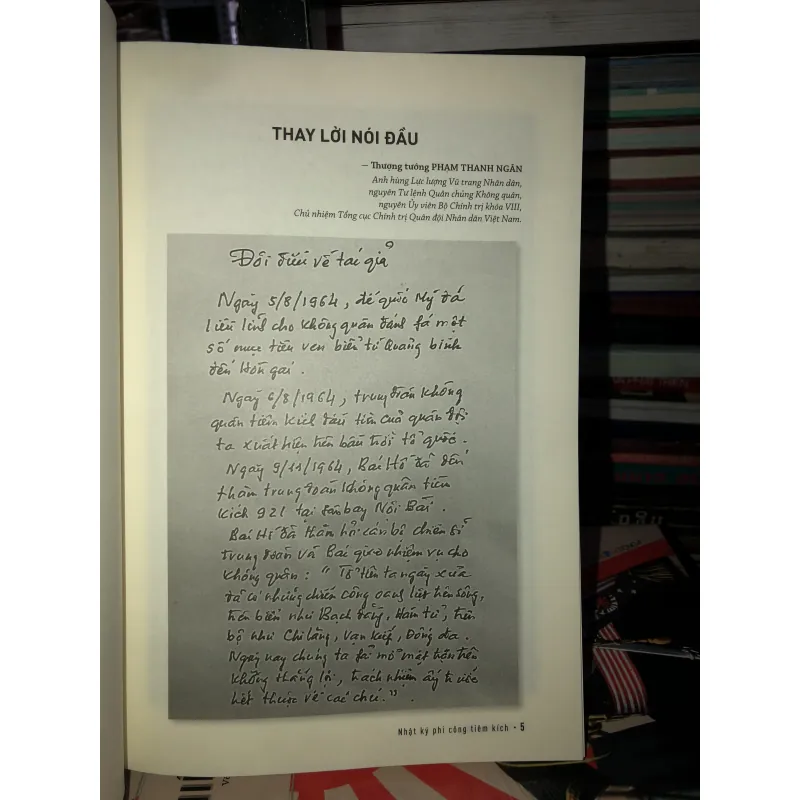 THAY LỜI NÓI ĐẦU
— Thượng tướng PHẠM THANH NGÂN
Anh hùng Lực lượng Vũ trang Nhân dân,
nguyên Tư lệnh Quân chủng Không quân,
nguyên Ủy viên Bộ Chính trị khóa VIII,
Chủ nhiệm Tổng cục Chính trị Quân đội Nhân dân Việt Nam.
Đôi điều về tác giả
Ngày 5/8/1964, đế quốc Mỹ đã
liều lĩnh cho không quân đánh fá một
số mục tiêu ven biển từ Quảng bình
đến Hòn gai.
Ngày 6/8/1964, trung đoàn không
quân tiêm kích đầu tiên của quân đội
ta xuất hiện trên bầu trời tổ quốc.
Ngày 9/11/1964, Bác Hồ đã đến
thăm trung đoàn không quân tiêm
kích 921 tại sân bay Nội Bài.
Bác Hồ đã thăm hỏi cán bộ chiến sĩ
trung đoàn và Bác giao nhiệm vụ cho
không quân: "Tổ tiên ta ngày xưa
đã có những chiến công oanh liệt trên sông,
trên biển như Bạch đằng, Hàm tử, trên
bộ như Chi lăng, Vạn kiếp, Đống đa.
Ngày nay chúng ta fải mở mặt trận trên
không thắng lợi, trách nhiệm ấy trước
hết thuộc về các chú.".
Nhật ký phi công tiêm kích • 5